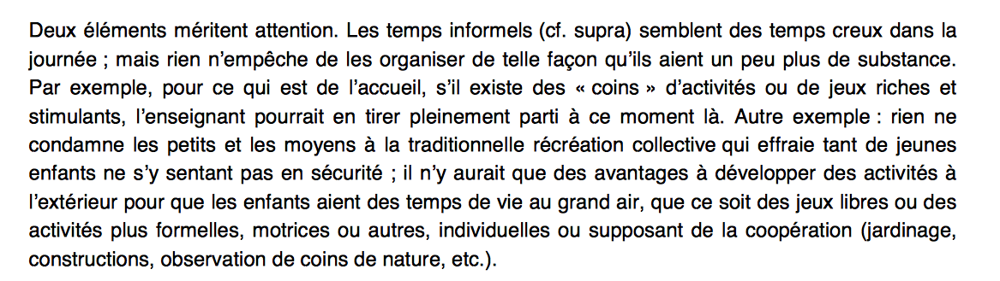 Deux éléments méritent attention. Les temps informels (cf. supra) semblent des temps creux dans la
journée ; mais rien n’empêche de les organiser de telle façon qu’ils aient un peu plus de substance.
Par exemple, pour ce qui est de l’accueil, s’il existe des « coins » d’activités ou de jeux riches et
stimulants, l’enseignant pourrait en tirer pleinement parti à ce moment là. Autre exemple : rien ne
condamne les petits et les moyens à la traditionnelle récréation collective qui effraie tant de jeunes
enfants ne s’y sentant pas en sécurité ; il n’y aurait que des avantages à développer des activités à
l’extérieur pour que les enfants aient des temps de vie au grand air, que ce soit des jeux libres ou des
activités plus formelles, motrices ou autres, individuelles ou supposant de la coopération (jardinage,
constructions, observation de coins de nature, etc.).